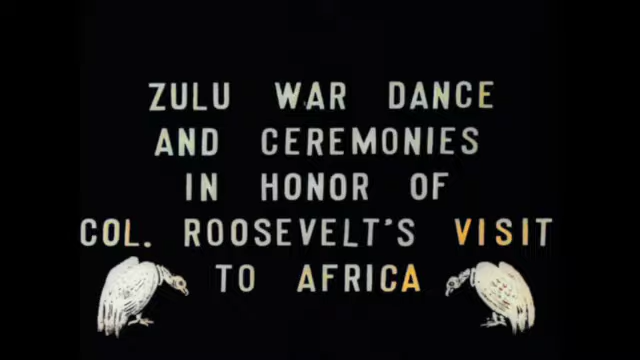 ZULU WAR DANCE
AND CEREMONIES
IN HONOR OF
COL. ROOSEVELT'S VISIT
TO AFRICA